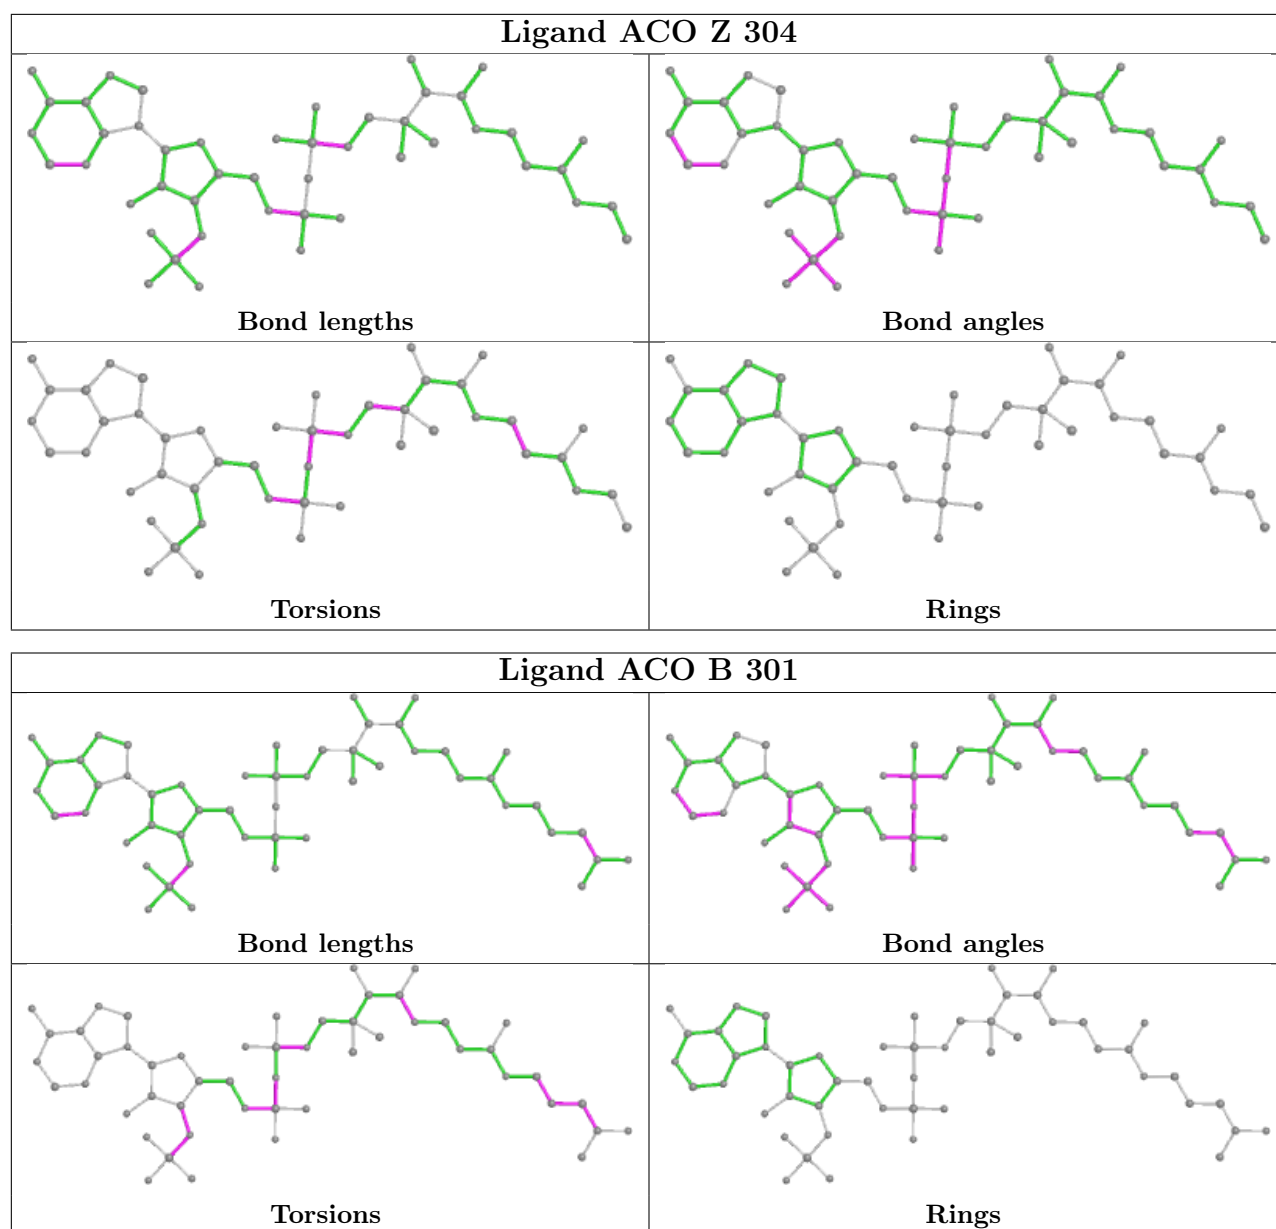 Ligand ACO Z 304
Bond lengths
Bond angles
Torsions
Rings
Ligand ACO B 301
Bond lengths
Bond angles
Torsions
Rings